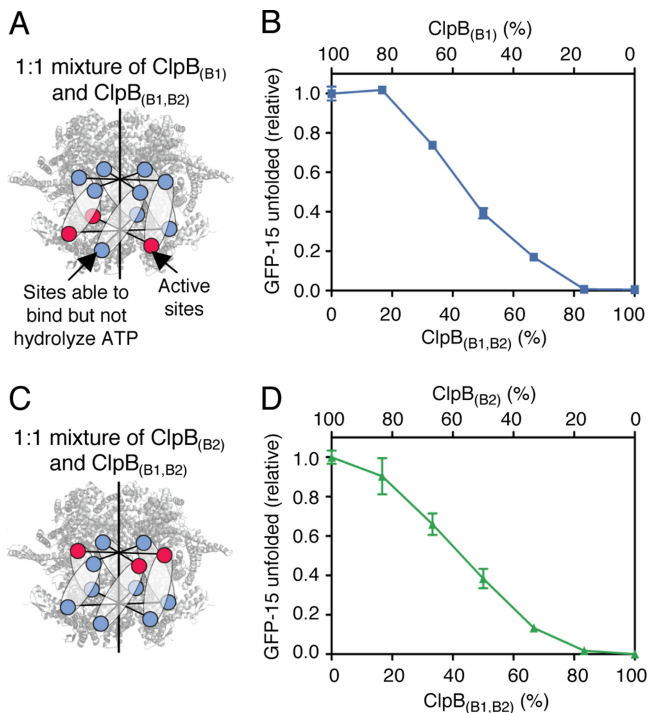 A
1:1 mixture of ClpB(B1)
and ClpB(B1,B2)
Sites able to
bind but not
hydrolyze ATP
Active
sites
B
ClpB(B1) (%)
100 80 60 40 20 0
GFP-15 unfolded (relative)
1.0
0.8
0.6
0.4
0.2
0.0
0 20 40 60 80 100
ClpB(B1,B2) (%)
C
1:1 mixture of ClpB(B2)
and ClpB(B1,B2)
D
ClpB(B2) (%)
100 80 60 40 20 0
GFP-15 unfolded (relative)
1.0
0.8
0.6
0.4
0.2
0.0
0 20 40 60 80 100
ClpB(B1,B2) (%)